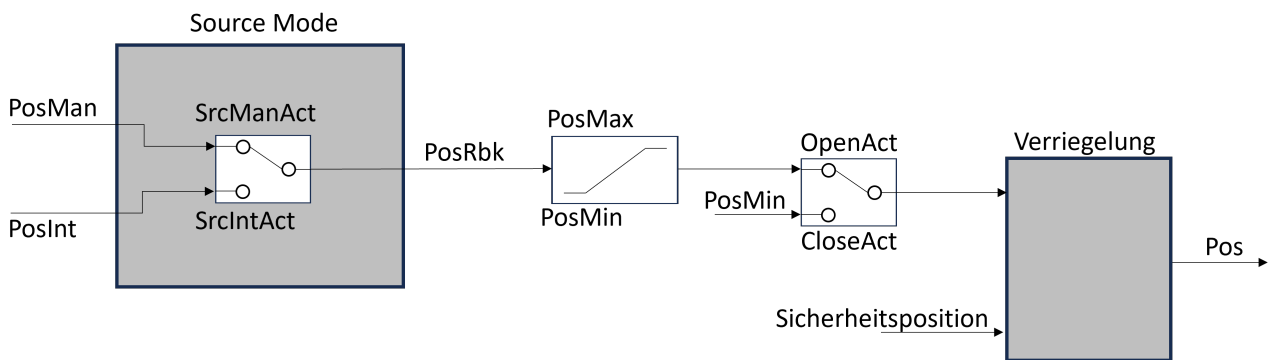 Source Mode
PosMan
SrcManAct
PosInt
SrcIntAct
PosRbk
PosMax
PosMin
OpenAct
PosMin
CloseAct
Verriegelung
Sicherheitsposition
Pos